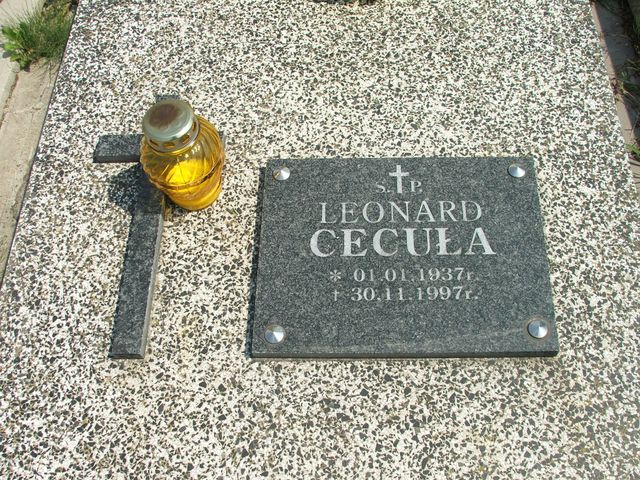 S. † P.
LEONARD
CECUŁA
* 01.01.1937r.
† 30.11.1997r.